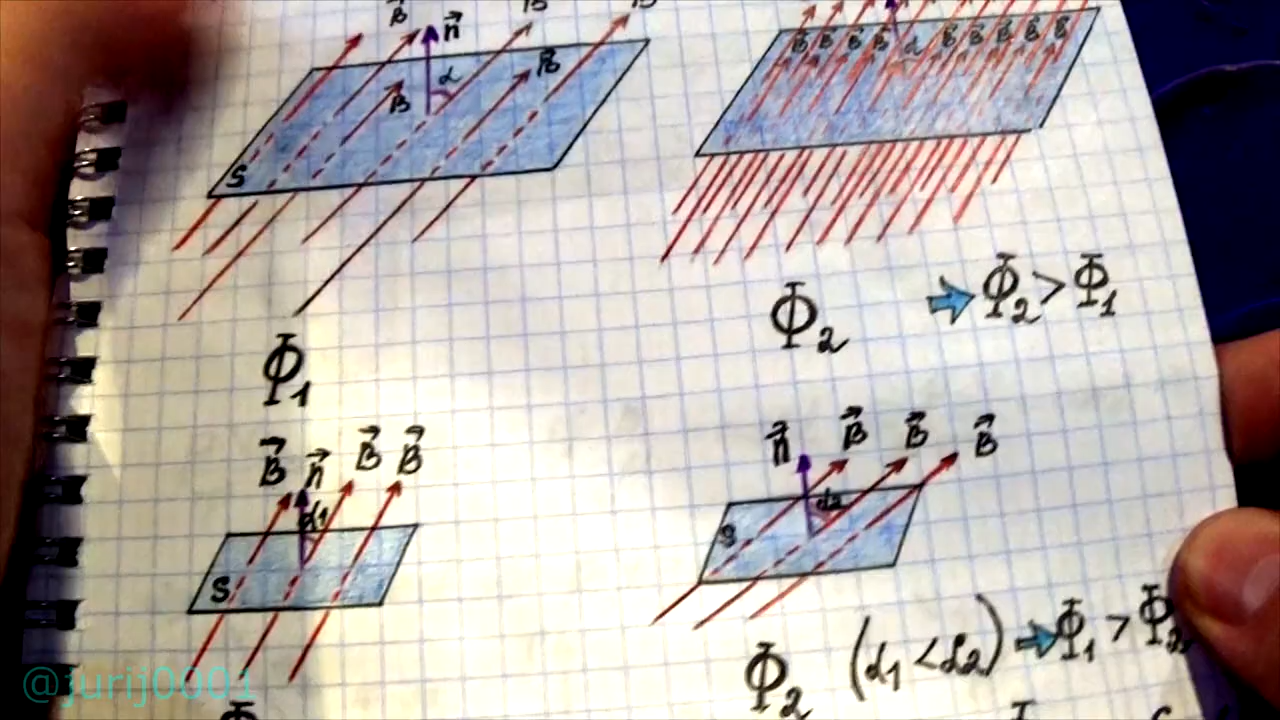 B⃗ n⃗ B
α B B⃗
S
B⃗ B⃗ B⃗ B⃗ α B⃗ B⃗ B⃗ B⃗ B⃗
Φ₁
Φ₂ ➡ Φ₂ > Φ₁
B⃗ n⃗ B⃗ B⃗
α₁
S
n⃗ B⃗ B⃗ B⃗
α₂
S
Φ₂ (α₁ < α₂) ➡ Φ₁ > Φ₂
@jurij0001